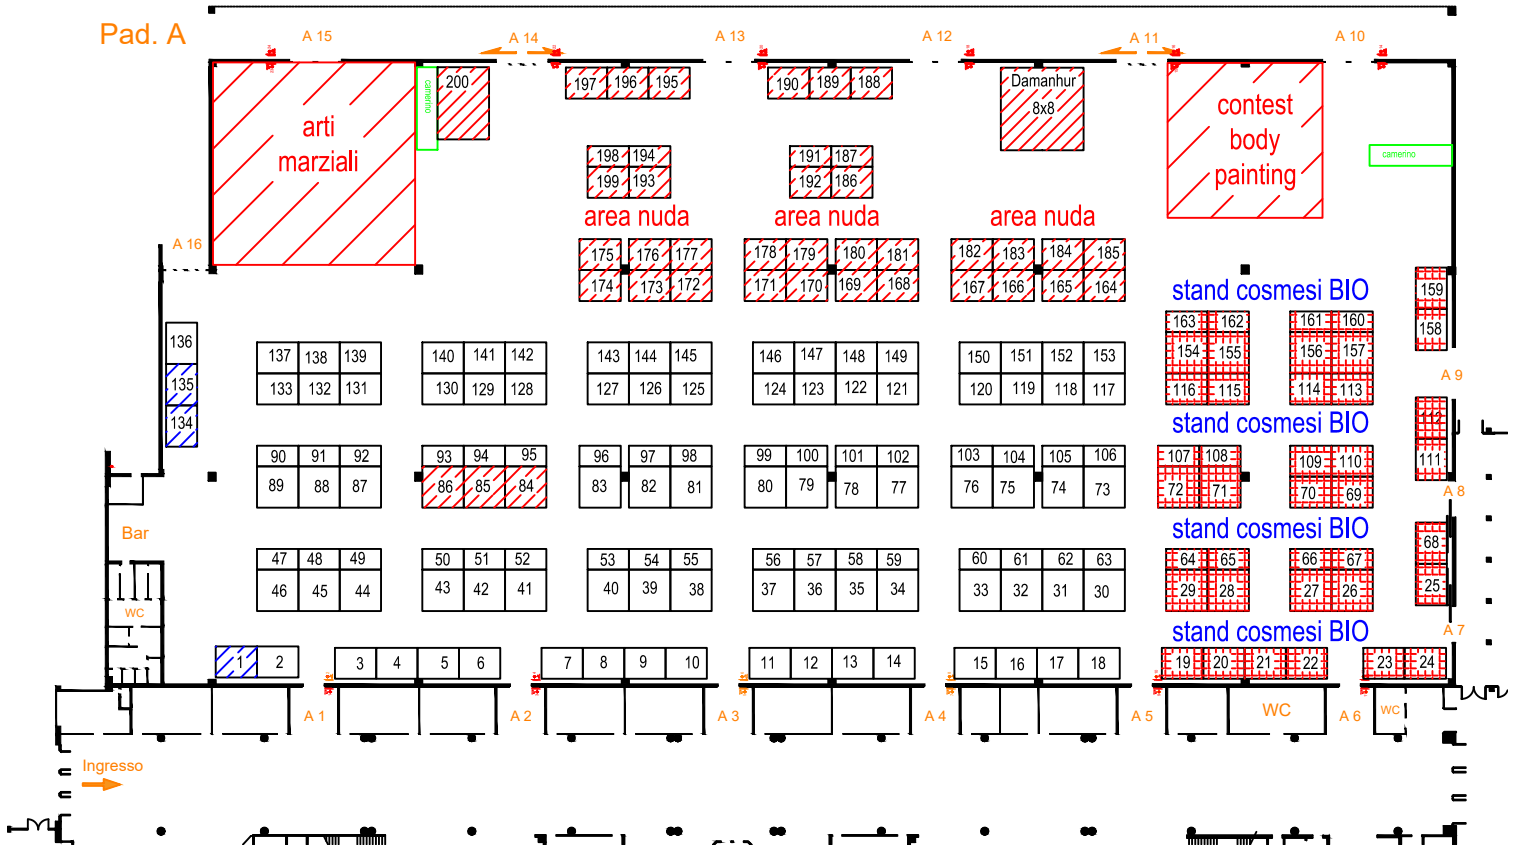 Pad. A
A 15
A 14
A 13
A 12
A 11
A 10
camerino
200
197 196 195
190 189 188
Damanhur
8x8
arti
marziali
contest
body
painting
camerino
198 194
199 193
191 187
192 186
area nuda
area nuda
area nuda
A 16
175 176 177
174 173 172
178 179 180 181
171 170 169 168
182 183 184 185
167 166 165 164
stand cosmesi BIO
159
158
163 162
154 155
116 115
161 160
156 157
114 113
136
135
134
137 138 139
133 132 131
140 141 142
130 129 128
143 144 145
127 126 125
146 147 148 149
124 123 122 121
150 151 152 153
120 119 118 117
A 9
stand cosmesi BIO
112
111
90 91 92
89 88 87
93 94 95
86 85 84
96 97 98
83 82 81
99 100 101 102
80 79 78 77
103 104 105 106
76 75 74 73
107 108
72 71
109 110
70 69
A 8
Bar
stand cosmesi BIO
68
25
47 48 49
46 45 44
50 51 52
43 42 41
53 54 55
40 39 38
56 57 58 59
37 36 35 34
60 61 62 63
33 32 31 30
64 65
29 28
66 67
27 26
WC
stand cosmesi BIO
A 7
1 2
3 4 5 6
7 8 9 10
11 12 13 14
15 16 17 18
19 20 21 22
23 24
A 1
A 2
A 3
A 4
A 5
WC
A 6
WC
Ingresso